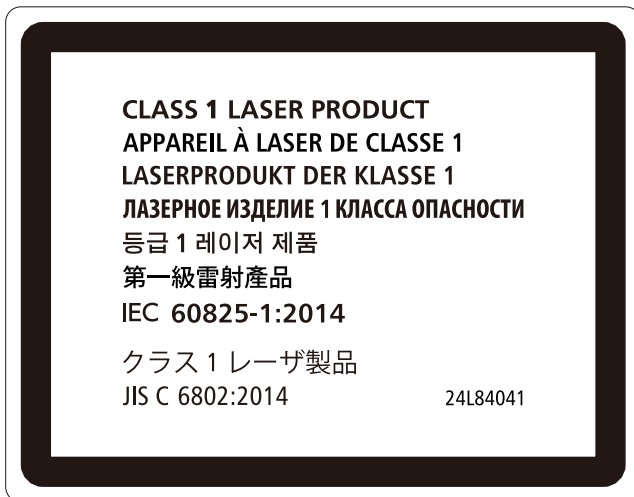 CLASS 1 LASER PRODUCT
APPAREIL À LASER DE CLASSE 1
LASERPRODUKT DER KLASSE 1
ЛАЗЕРНОЕ ИЗДЕЛИЕ 1 КЛАССА ОПАСНОСТИ
등급 1 레이저 제품
第一級雷射產品
IEC 60825-1:2014
クラス 1 レーザ製品
JIS C 6802:2014 24L84041